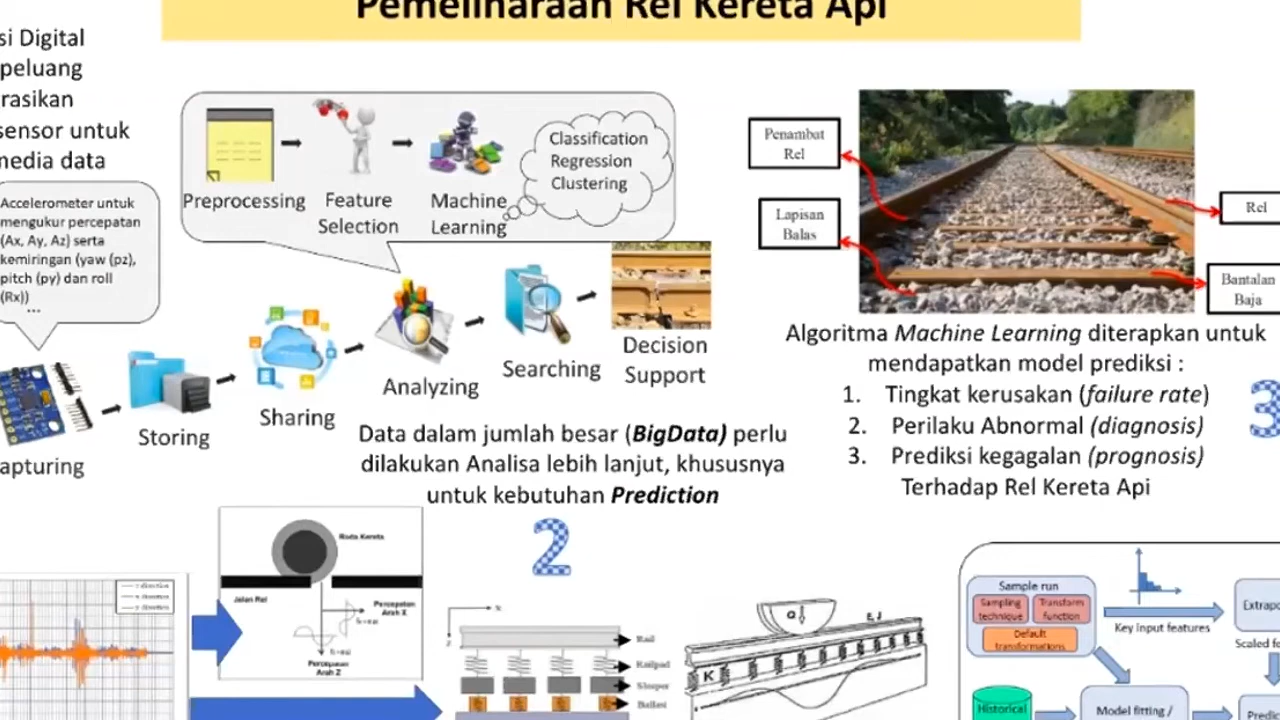 Pemeliharaan Rel Kereta Api
si Digital
peluang
rasikan
sensor untuk
media data
Accelerometer untuk
mengukur percepatan
(Ax, Ay, Az) serta
kemiringan (yaw (pz),
pitch (py) dan roll
(Rx))
...
Preprocessing
Feature
Selection
Machine
Learning
Classification
Regression
Clustering
apturing
Storing
Sharing
Analyzing
Searching
Decision
Support
Data dalam jumlah besar (BigData) perlu
dilakukan Analisa lebih lanjut, khususnya
untuk kebutuhan Prediction
2
Penambat
Rel
Lapisan
Balas
Rel
Bantalan
Baja
Algoritma Machine Learning diterapkan untuk
mendapatkan model prediksi :
1. Tingkat kerusakan (failure rate)
2. Perilaku Abnormal (diagnosis)
3. Prediksi kegagalan (prognosis)
Terhadap Rel Kereta Api
3
Roda Kereta
Jalan Rel
Percepatan
Arah X
Percepatan
Arah Z
Rail
Railpad
Sleeper
Ballast
Q
E, J
K
Sample run
Sampling
technique
Transform
function
Default
transformations
Key input features
Extrapo
Scaled fe
Historical
Model fitting /
Predic